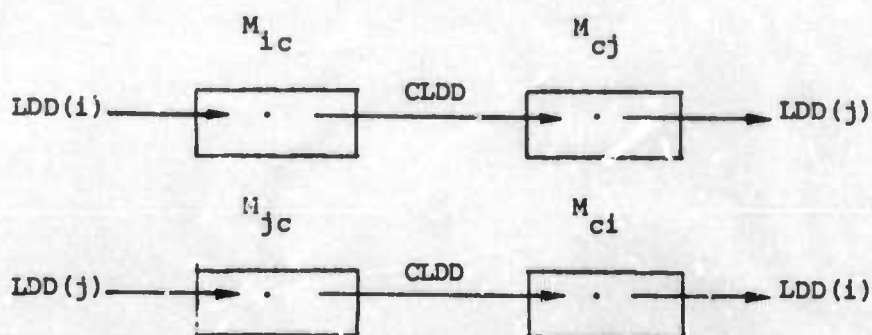 M_ic M_cj
LDD(i) CLDD LDD(j)
M_jc M_ci
LDD(j) CLDD LDD(i)